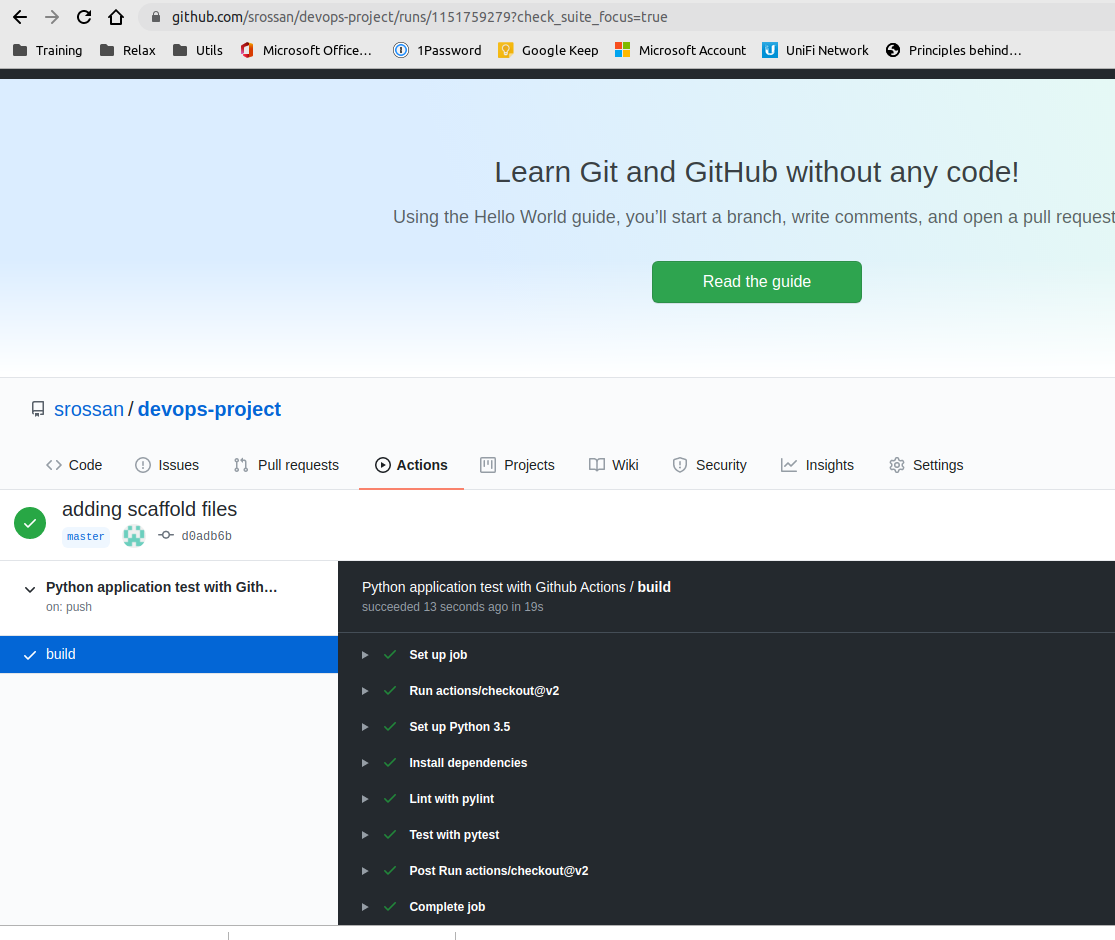 github.com/srossan/devops-project/runs/1151759279?check_suite_focus=true
Training Relax Utils Microsoft Office… 1Password Google Keep Microsoft Account UniFi Network Principles behind…
Learn Git and GitHub without any code!
Using the Hello World guide, you’ll start a branch, write comments, and open a pull request
Read the guide
srossan / devops-project
Code Issues Pull requests Actions Projects Wiki Security Insights Settings
adding scaffold files
master d0adb6b
Python application test with Gith…
on: push
build
Python application test with Github Actions / build
succeeded 13 seconds ago in 19s
Set up job
Run actions/checkout@v2
Set up Python 3.5
Install dependencies
Lint with pylint
Test with pytest
Post Run actions/checkout@v2
Complete job